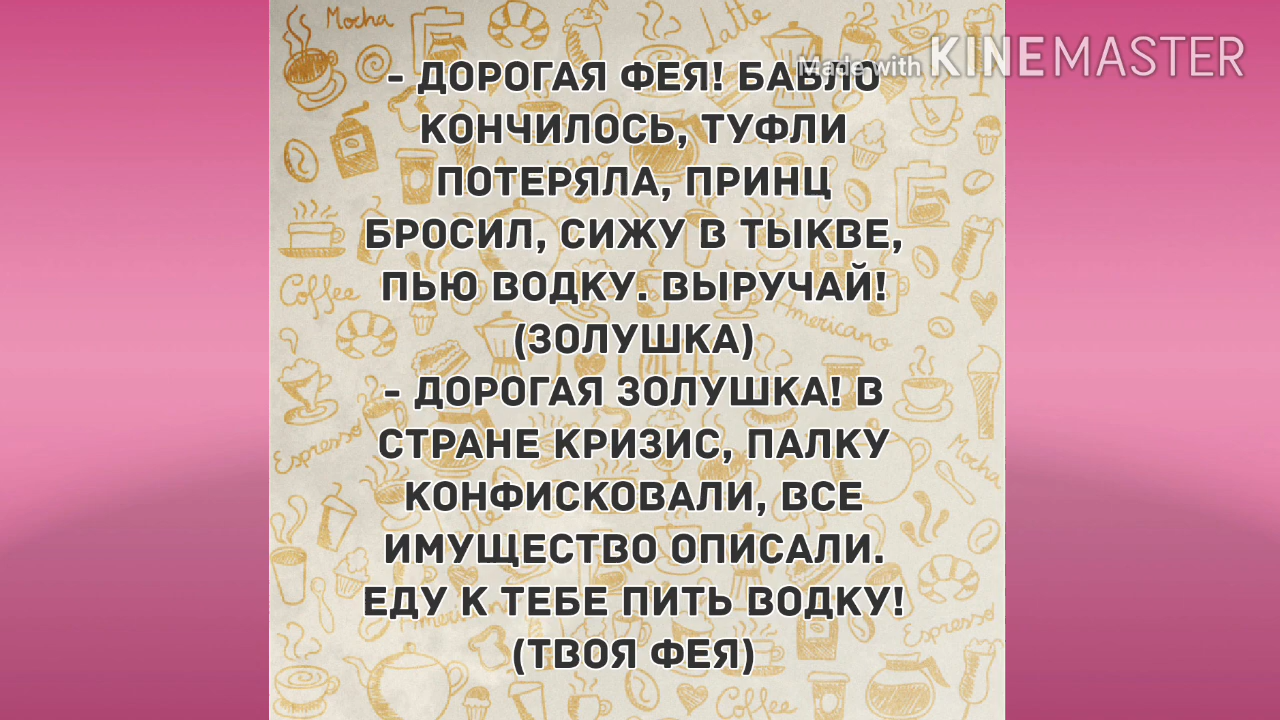 Mocha
Latte
Made with KINEMASTER
- ДОРОГАЯ ФЕЯ! БАБЛО
КОНЧИЛОСЬ, ТУФЛИ
ПОТЕРЯЛА, ПРИНЦ
БРОСИЛ, СИЖУ В ТЫКВЕ,
ПЬЮ ВОДКУ. ВЫРУЧАЙ!
(ЗОЛУШКА)
- ДОРОГАЯ ЗОЛУШКА! В
СТРАНЕ КРИЗИС, ПАЛКУ
КОНФИСКОВАЛИ, ВСЕ
ИМУЩЕСТВО ОПИСАЛИ.
ЕДУ К ТЕБЕ ПИТЬ ВОДКУ!
(ТВОЯ ФЕЯ)
Coffee
Americano
Espresso
Mocha
Espresso
Coffee